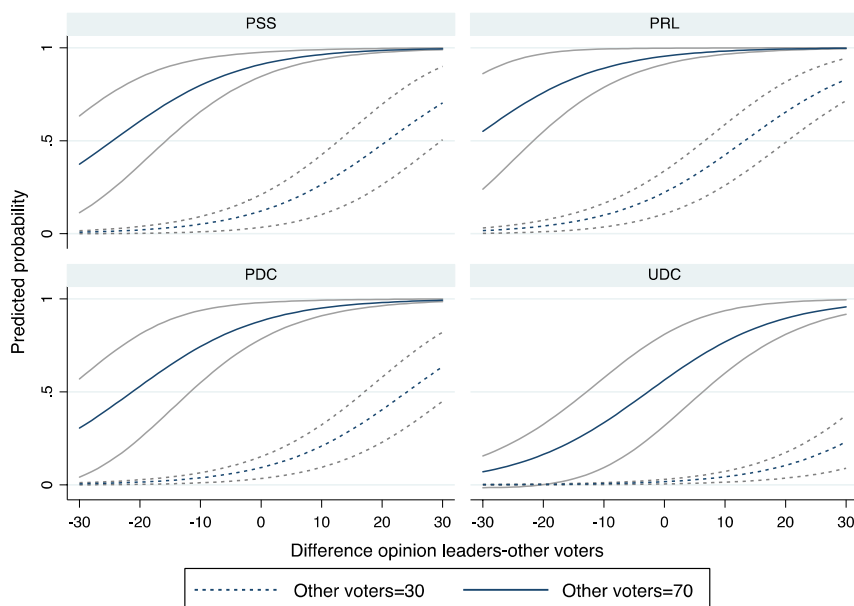 PSS
PRL
1
.5
0
PDC
UDC
1
.5
0
Predicted probability
-30 -20 -10 0 10 20 30
-30 -20 -10 0 10 20 30
Difference opinion leaders-other voters
Other voters=30
Other voters=70